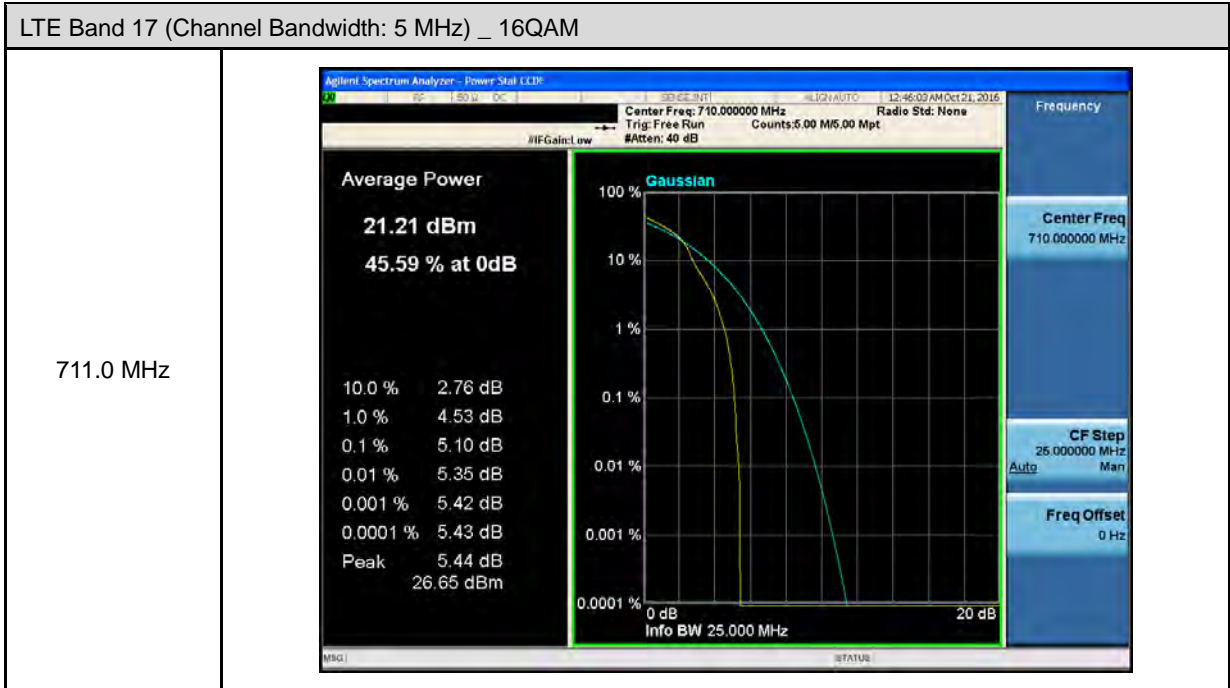 LTE Band 17 (Channel Bandwidth: 5 MHz) _ 16QAM
711.0 MHz
Agilent Spectrum Analyzer - Power Stat CCDF
RF 50 Ω DC SENSE:INT ALIGN AUTO 12:46:03 AM Oct 21, 2016
Center Freq: 710.000000 MHz Radio Std: None
Trig: Free Run Counts:5.00 M/5.00 Mpt
#IFGain:Low #Atten: 40 dB
Average Power
21.21 dBm
45.59 % at 0dB
10.0 % 2.76 dB
1.0 % 4.53 dB
0.1 % 5.10 dB
0.01 % 5.35 dB
0.001 % 5.42 dB
0.0001 % 5.43 dB
Peak 5.44 dB
26.65 dBm
Gaussian
100 %
10 %
1 %
0.1 %
0.01 %
0.001 %
0.0001 %
0 dB 20 dB
Info BW 25.000 MHz
Frequency
Center Freq
710.000000 MHz
CF Step
25.000000 MHz
Auto Man
Freq Offset
0 Hz
MSG STATUS